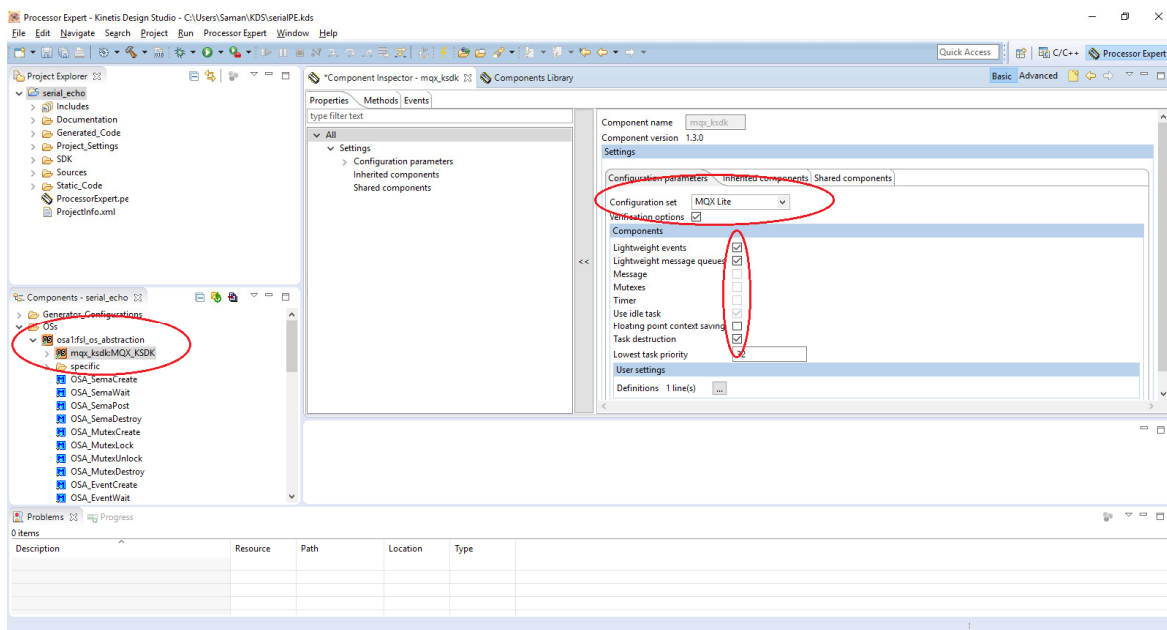 Processor Expert - Kinetis Design Studio - C:\Users\Saman\KDS\serialPE.kds
File Edit Navigate Search Project Run Processor Expert Window Help
Quick Access
C/C++
Processor Expert
Project Explorer
serial_echo
Includes
Documentation
Generated_Code
Project_Settings
SDK
Sources
Static_Code
ProcessorExpert.pe
ProjectInfo.xml
Components - serial_echo
Generator_Configurations
OSs
osa1:fsl_os_abstraction
mqx_ksdk:MQX_KSDK
specific
OSA_SemaCreate
OSA_SemaWait
OSA_SemaPost
OSA_SemaDestroy
OSA_MutexCreate
OSA_MutexLock
OSA_MutexUnlock
OSA_MutexDestroy
OSA_EventCreate
OSA_EventWait
*Component Inspector - mqx_ksdk
Components Library
Basic Advanced
Properties Methods Events
type filter text
All
Settings
Configuration parameters
Inherited components
Shared components
<<
Component name mqx_ksdk
Component version 1.3.0
Settings
Configuration parameters Inherited components Shared components
Configuration set MQX Lite
Verification options
Components
Lightweight events
Lightweight message queues
Message
Mutexes
Timer
Use idle task
Floating point context saving
Task destruction
Lowest task priority 32
User settings
Definitions 1 line(s) ...
Problems Progress
0 items
Description Resource Path Location Type